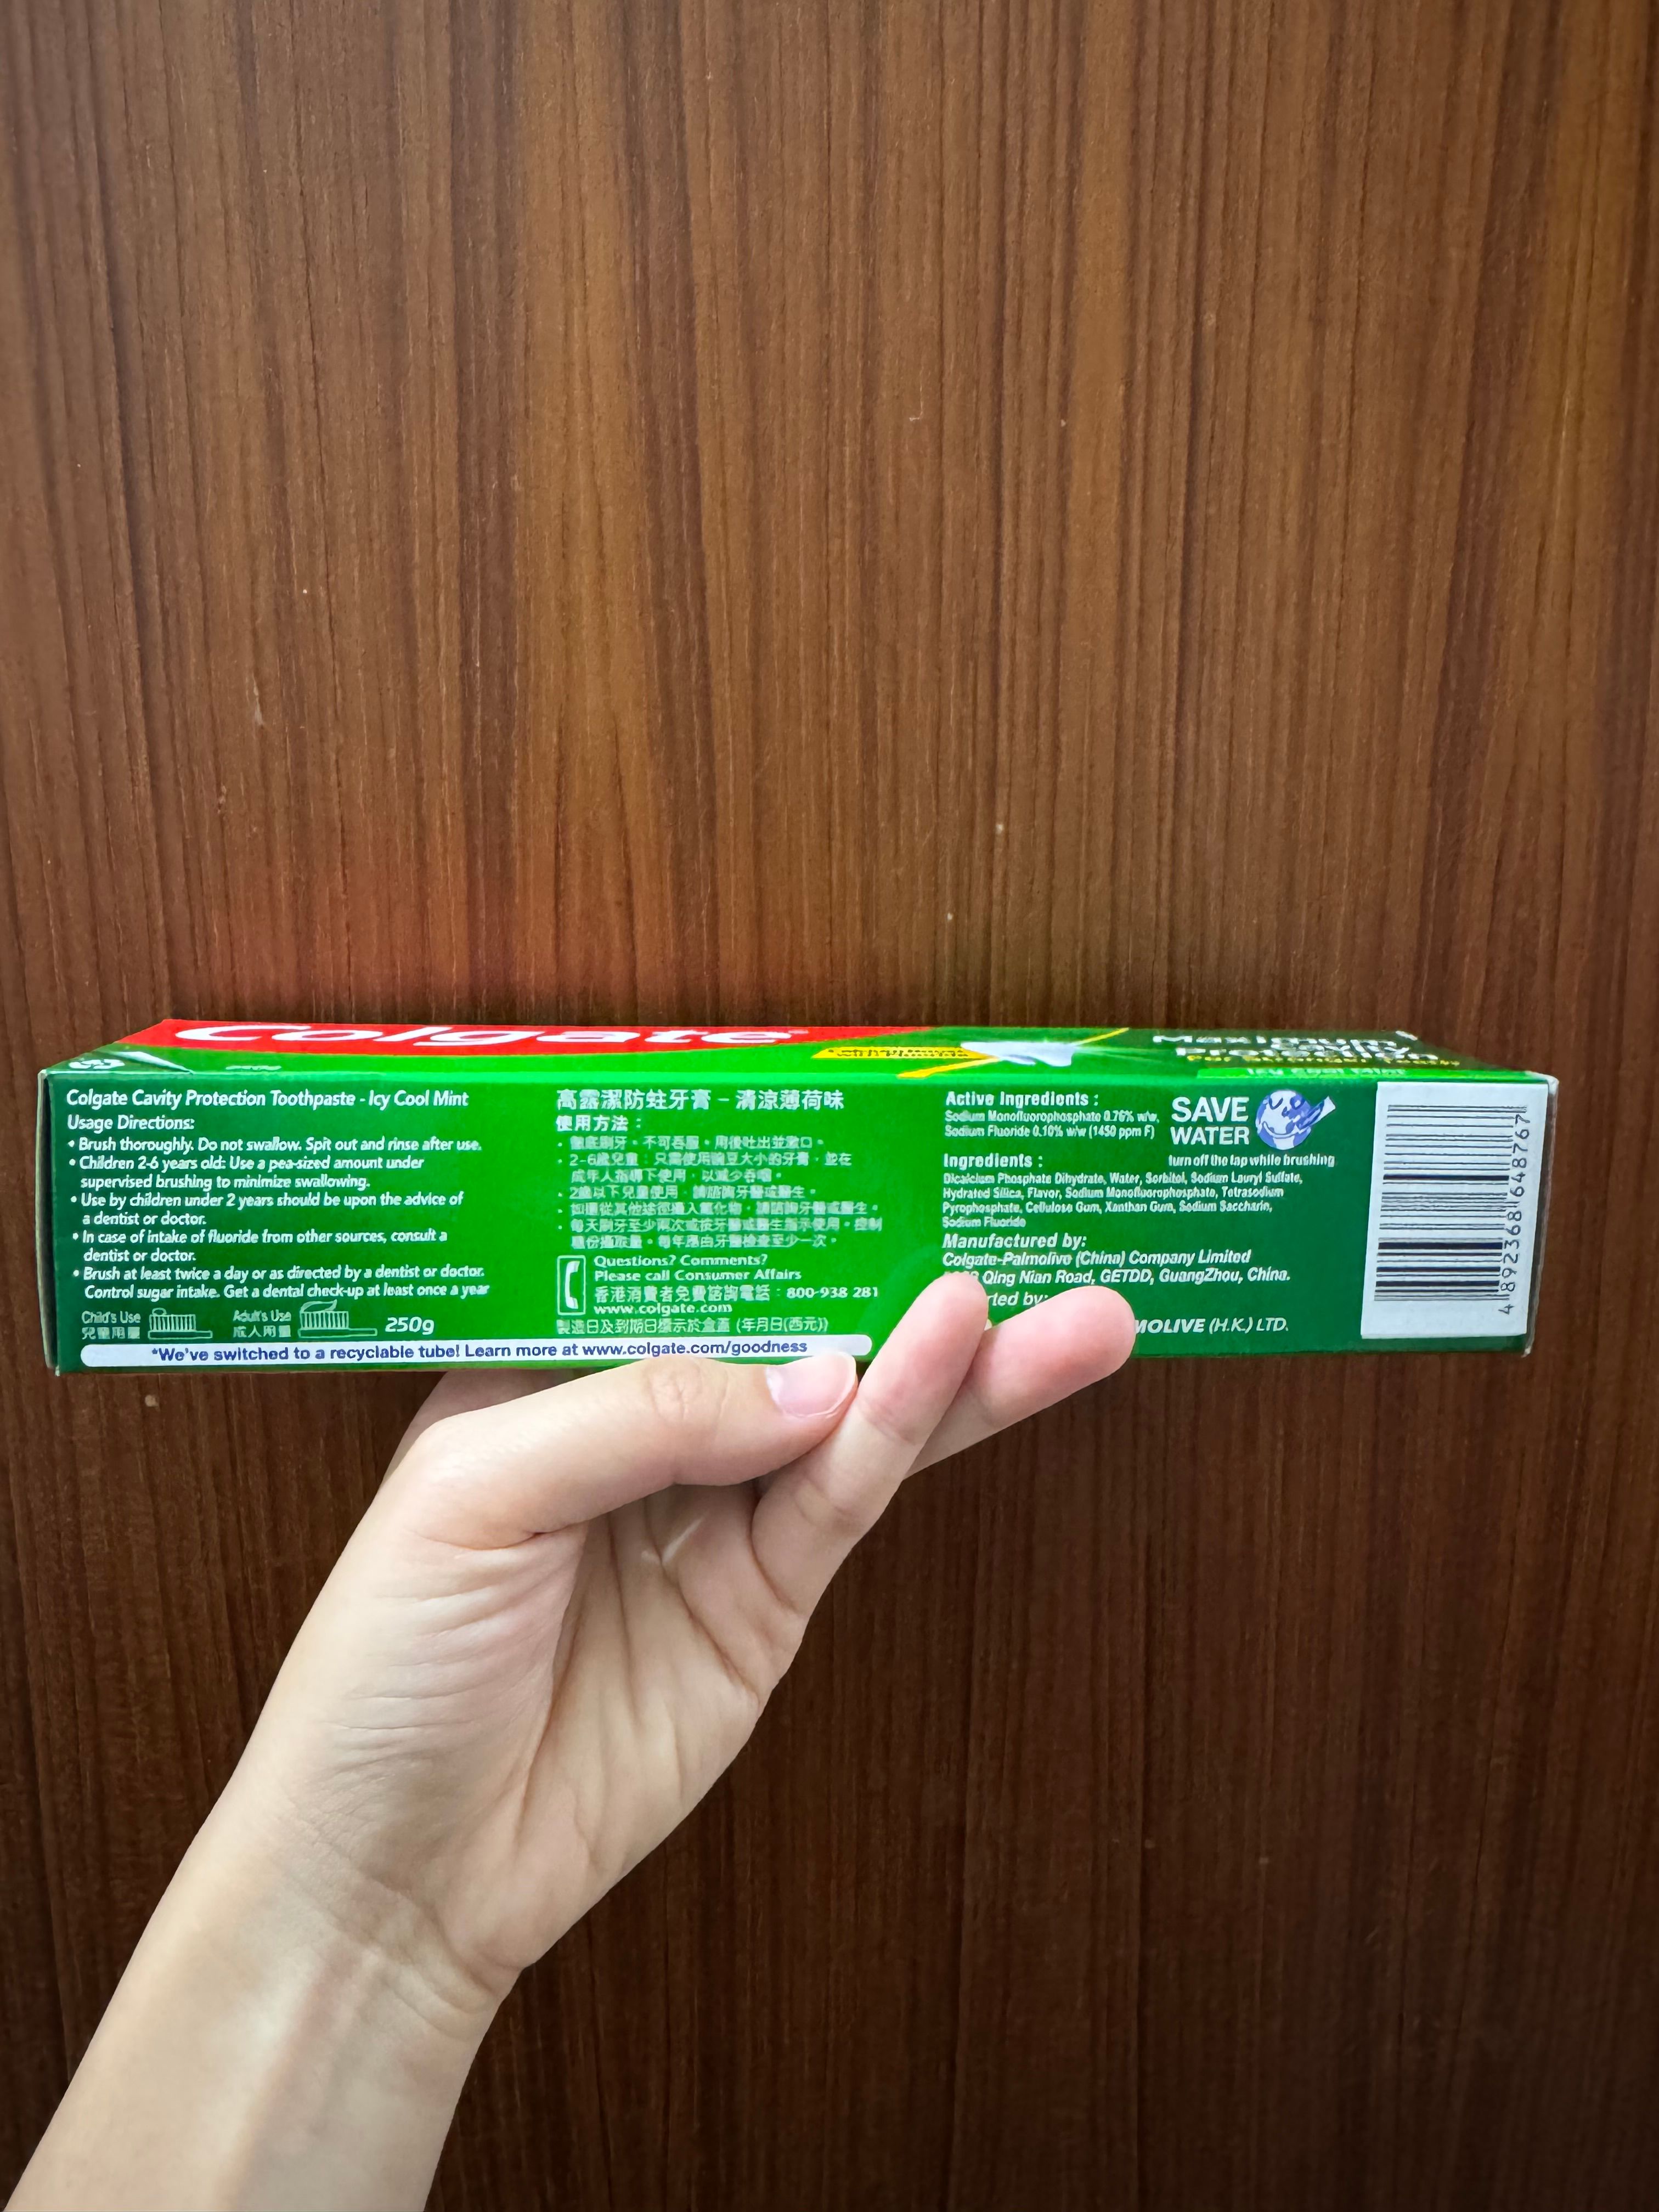 Colgate
Maximum
Protection
Icy Cool Mint
Colgate Cavity Protection Toothpaste - Icy Cool Mint
Usage Directions:
• Brush thoroughly. Do not swallow. Spit out and rinse after use.
• Children 2-6 years old: Use a pea-sized amount under
supervised brushing to minimize swallowing.
• Use by children under 2 years should be upon the advice of
a dentist or doctor.
• In case of intake of fluoride from other sources, consult a
dentist or doctor.
• Brush at least twice a day or as directed by a dentist or doctor.
Control sugar intake. Get a dental check-up at least once a year
Child's Use
兒童用量
Adult's Use
成人用量
250g
高露潔防蛀牙膏 - 清涼薄荷味
使用方法：
• 徹底刷牙。不可吞服。用後吐出並漱口。
• 2-6歲兒童：只需使用豌豆大小的牙膏，並在
成年人指導下使用，以減少吞嚥。
• 2歲以下兒童使用，請諮詢牙醫或醫生。
• 如還從其他途徑攝入氟化物，請諮詢牙醫或醫生。
• 每天刷牙至少兩次或按牙醫或醫生指示使用。控制
糖份攝取量。每年應由牙醫檢查至少一次。
Questions? Comments?
Please call Consumer Affairs
香港消費者免費諮詢電話：800-938 281
www.colgate.com
製造日及到期日標示於盒蓋 (年月日(西元))
*We've switched to a recyclable tube! Learn more at www.colgate.com/goodness
Active Ingredients :
Sodium Monofluorophosphate 0.76% w/w,
Sodium Fluoride 0.10% w/w (1450 ppm F)
Ingredients :
Dicalcium Phosphate Dihydrate, Water, Sorbitol, Sodium Lauryl Sulfate,
Hydrated Silica, Flavor, Sodium Monofluorophosphate, Tetrasodium
Pyrophosphate, Cellulose Gum, Xanthan Gum, Sodium Saccharin,
Sodium Fluoride
Manufactured by:
Colgate-Palmolive (China) Company Limited
Qing Nian Road, GETDD, GuangZhou, China.
rted by:
MOLIVE (H.K.) LTD.
SAVE
WATER
turn off the tap while brushing
4 892368 648767